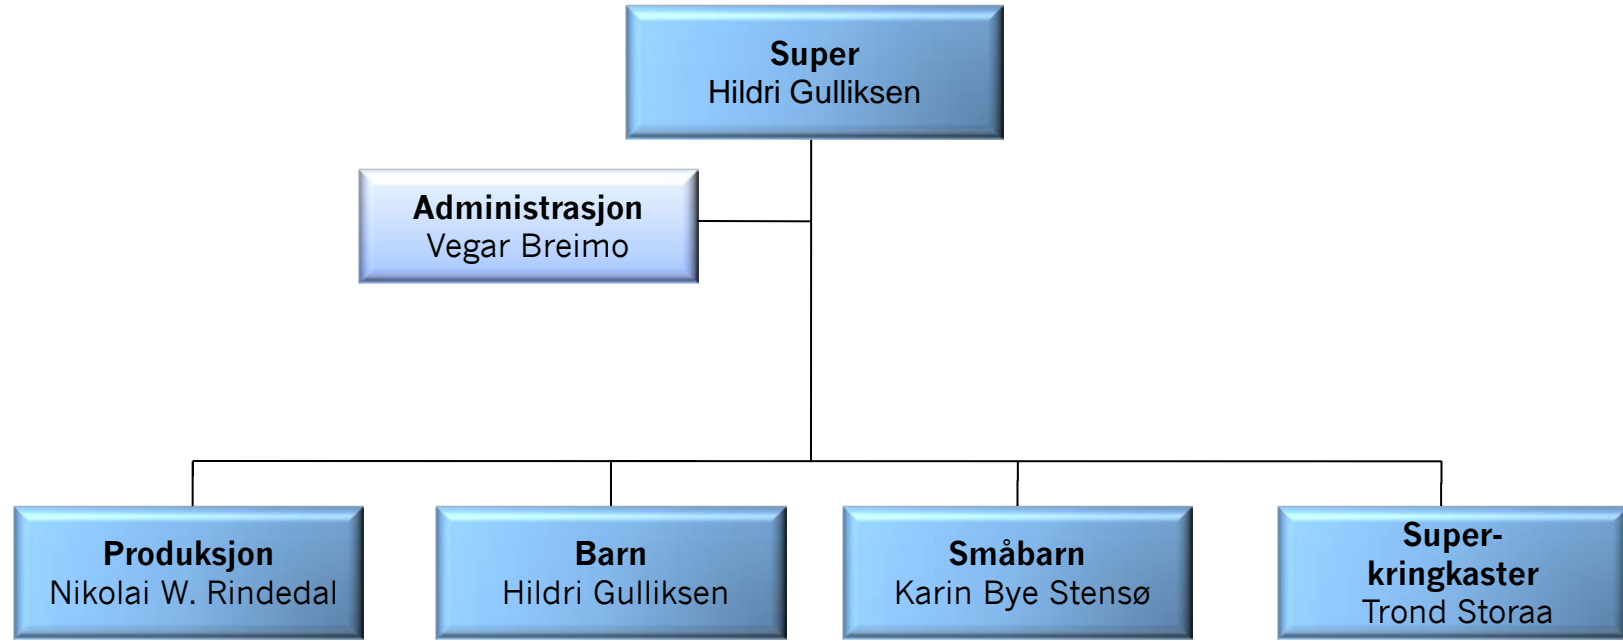 Super
Hildri Gulliksen
Administrasjon
Vegar Breimo
Produksjon
Nikolai W. Rindedal
Barn
Hildri Gulliksen
Småbarn
Karin Bye Stensø
Super-
kringkaster
Trond Storaa